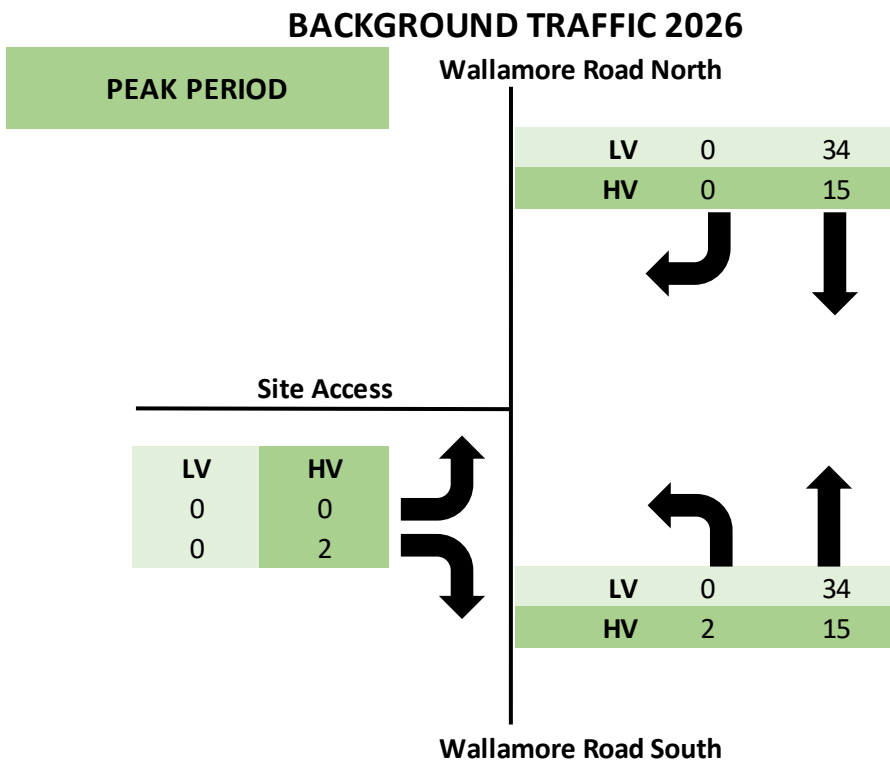 BACKGROUND TRAFFIC 2026
PEAK PERIOD
Wallamore Road North
LV 0 34
HV 0 15
Site Access
LV HV
0 0
0 2
LV 0 34
HV 2 15
Wallamore Road South